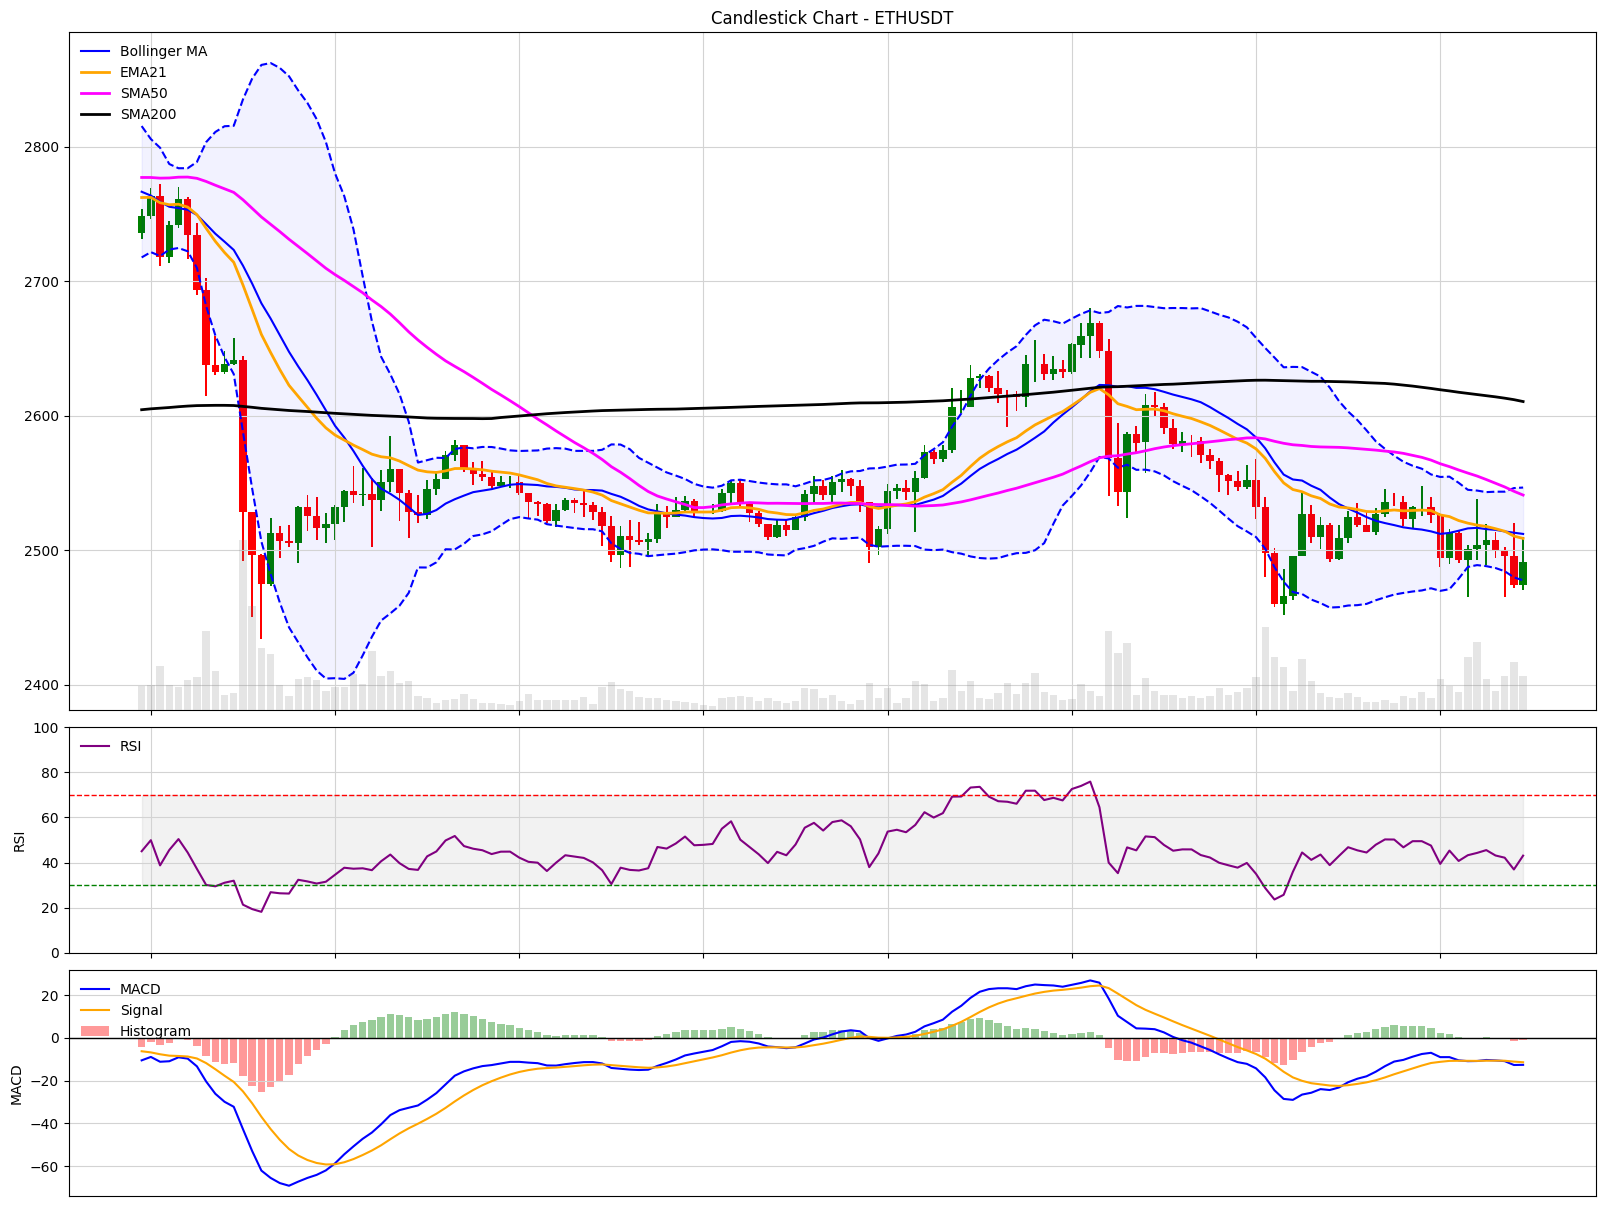 Candlestick Chart - ETHUSDT
Bollinger MA
EMA21
SMA50
SMA200
2800
2700
2600
2500
2400
100
80
60
40
20
0
RSI
RSI
20
0
−20
−40
−60
MACD
MACD
Signal
Histogram